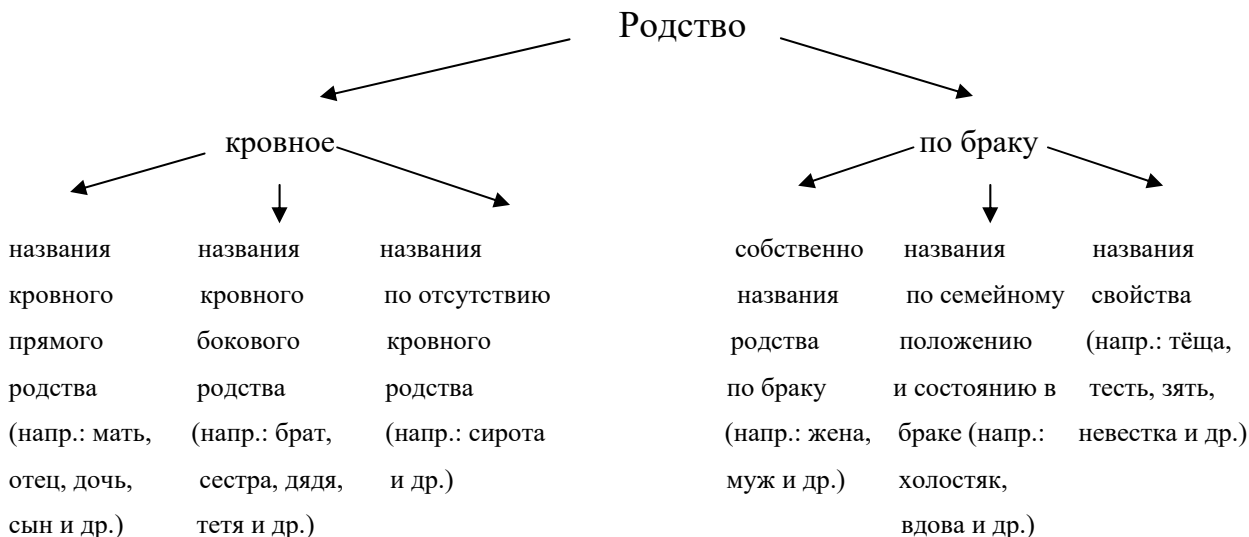 Родство
кровное
по браку
названия
кровного
прямого
родства
(напр.: мать,
отец, дочь,
сын и др.)
названия
кровного
бокового
родства
(напр.: брат,
сестра, дядя,
тетя и др.)
названия
по отсутствию
кровного
родства
(напр.: сирота
и др.)
собственно
названия
родства
по браку
(напр.: жена,
муж и др.)
названия
по семейному
положению
и состоянию в
браке (напр.:
холостяк,
вдова и др.)
названия
свойства
(напр.: тёща,
тесть, зять,
невестка и др.)